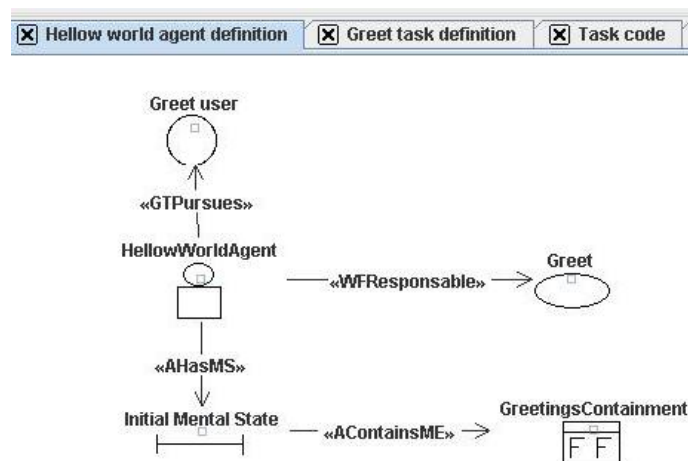 Hellow world agent definition Greet task definition Task code
Greet user
«GTPursues»
HellowWorldAgent
Greet
«WFResponsable»
«AHasMS»
Initial Mental State
GreetingsContainment
«AContainsME»
F F